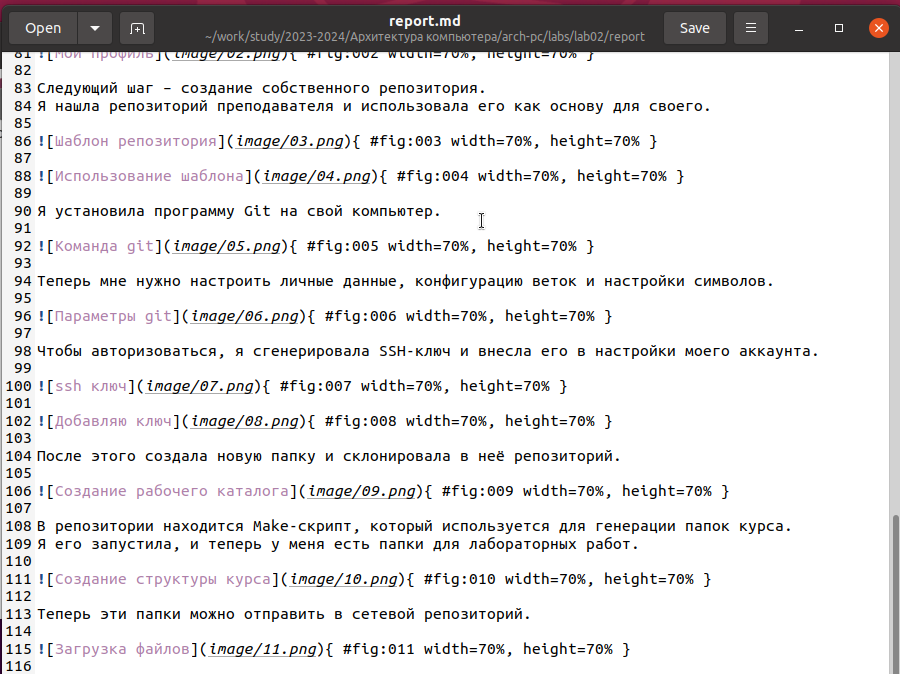 Open
report.md
~/work/study/2023-2024/Архитектура компьютера/arch-pc/labs/lab02/report
Save
81 ![Мой профиль](image/02.png){ #fig:002 width=70%, height=70% }
82
83 Следующий шаг – создание собственного репозитория.
84 Я нашла репозиторий преподавателя и использовала его как основу для своего.
85
86 ![Шаблон репозитория](image/03.png){ #fig:003 width=70%, height=70% }
87
88 ![Использование шаблона](image/04.png){ #fig:004 width=70%, height=70% }
89
90 Я установила программу Git на свой компьютер.
91
92 ![Команда git](image/05.png){ #fig:005 width=70%, height=70% }
93
94 Теперь мне нужно настроить личные данные, конфигурацию веток и настройки символов.
95
96 ![Параметры git](image/06.png){ #fig:006 width=70%, height=70% }
97
98 Чтобы авторизоваться, я сгенерировала SSH-ключ и внесла его в настройки моего аккаунта.
99
100 ![ssh ключ](image/07.png){ #fig:007 width=70%, height=70% }
101
102 ![Добавляю ключ](image/08.png){ #fig:008 width=70%, height=70% }
103
104 После этого создала новую папку и склонировала в неё репозиторий.
105
106 ![Создание рабочего каталога](image/09.png){ #fig:009 width=70%, height=70% }
107
108 В репозитории находится Make-скрипт, который используется для генерации папок курса.
109 Я его запустила, и теперь у меня есть папки для лабораторных работ.
110
111 ![Создание структуры курса](image/10.png){ #fig:010 width=70%, height=70% }
112
113 Теперь эти папки можно отправить в сетевой репозиторий.
114
115 ![Загрузка файлов](image/11.png){ #fig:011 width=70%, height=70% }
116